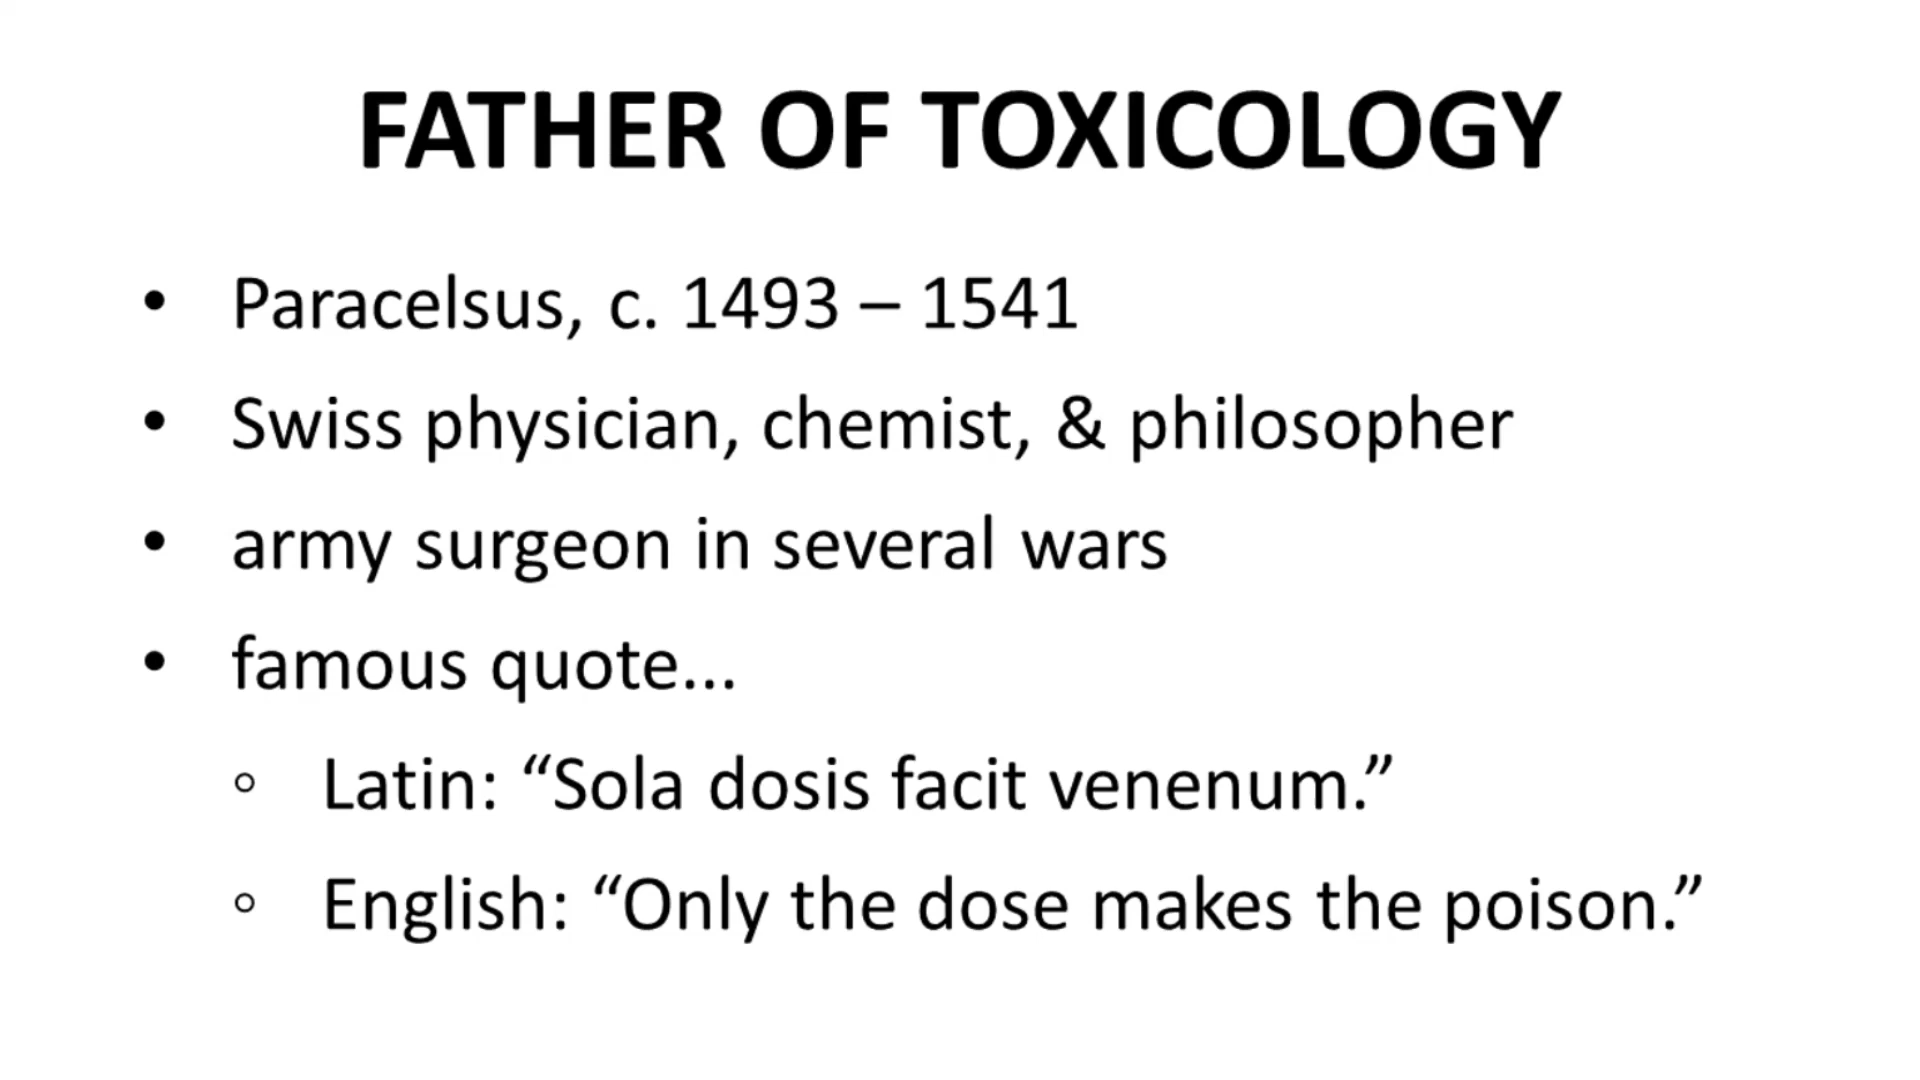 FATHER OF TOXICOLOGY
• Paracelsus, c. 1493 – 1541
• Swiss physician, chemist, & philosopher
• army surgeon in several wars
• famous quote...
◦ Latin: “Sola dosis facit venenum.”
◦ English: “Only the dose makes the poison.”